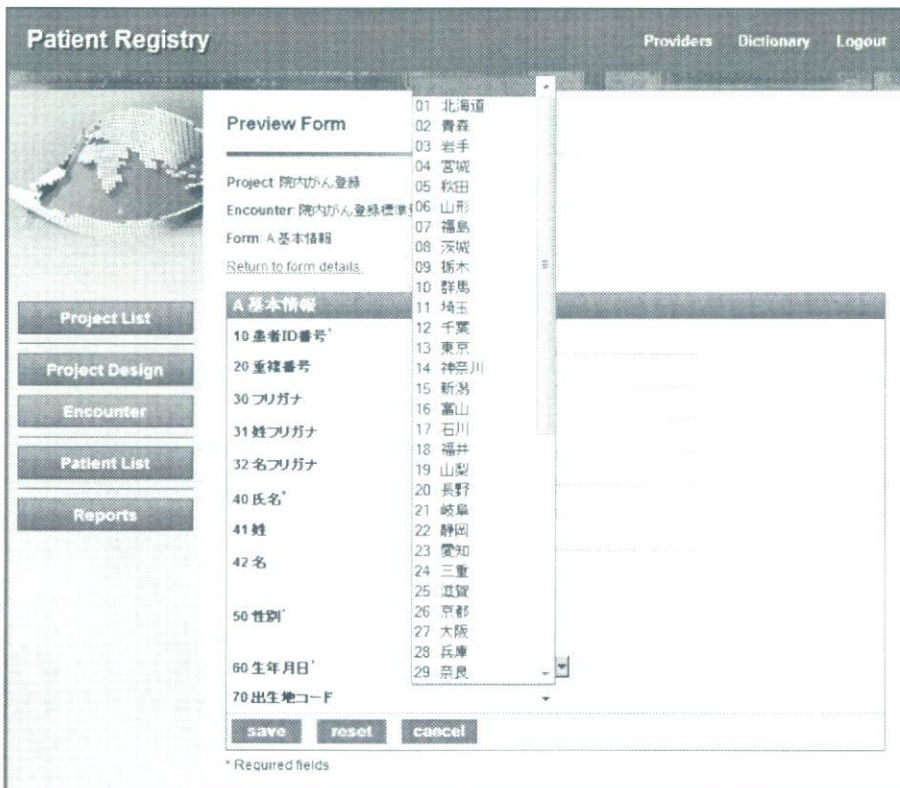 Patient Registry
Providers Dictionary Logout
Preview Form
Project: 院内がん登録
Encounter: 院内がん登録標準
Form: A 基本情報
Return to form details.
Project List
Project Design
Encounter
Patient List
Reports
A 基本情報
10 患者ID番号*
20 重複番号
30 フリガナ
31 姓フリガナ
32 名フリガナ
40 氏名*
41 姓
42 名
50 性別*
60 生年月日*
70 出生地コード
01 北海道
02 青森
03 岩手
04 宮城
05 秋田
06 山形
07 福島
08 茨城
09 栃木
10 群馬
11 埼玉
12 千葉
13 東京
14 神奈川
15 新潟
16 富山
17 石川
18 福井
19 山梨
20 長野
21 岐阜
22 静岡
23 愛知
24 三重
25 滋賀
26 京都
27 大阪
28 兵庫
29 奈良
save reset cancel
* Required fields